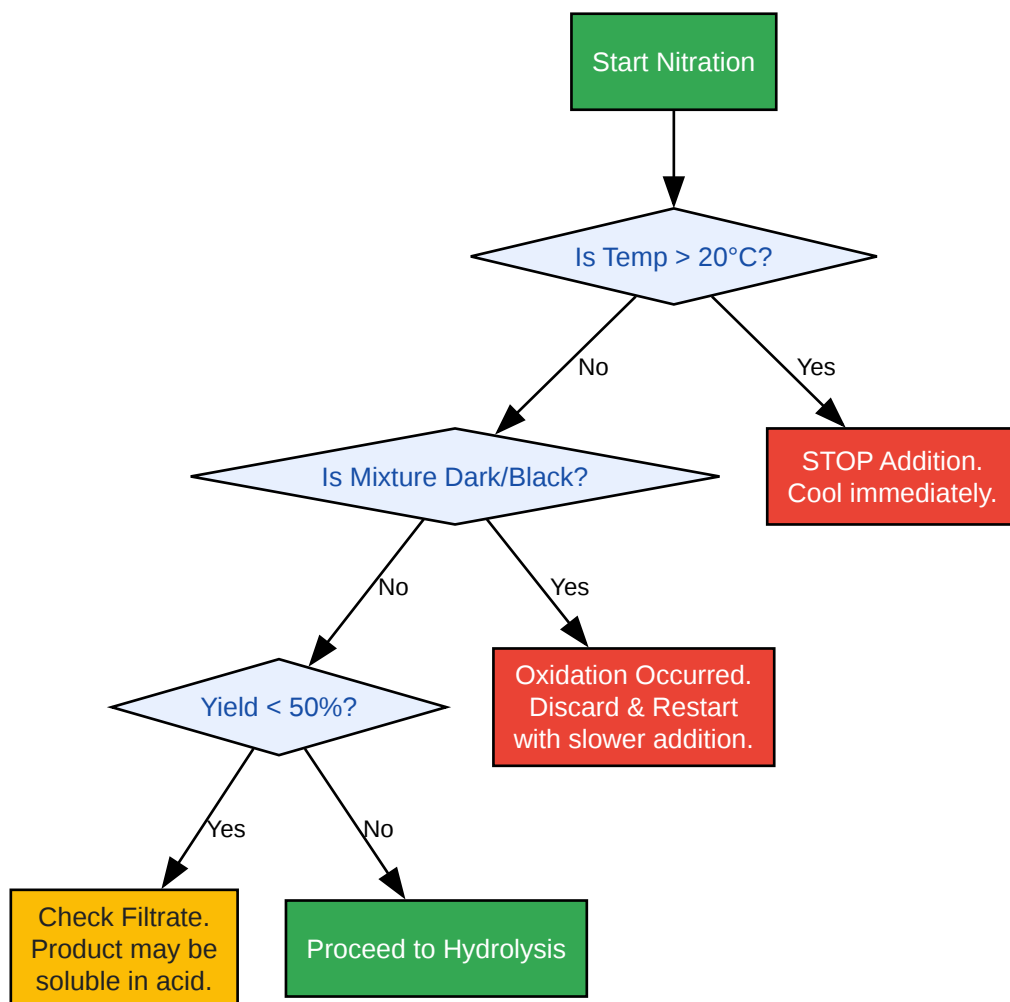 Start Nitration
Is Temp > 20°C?
No
Yes
Is Mixture Dark/Black?
STOP Addition.
Cool immediately.
No
Yes
Yield < 50%?
Oxidation Occurred.
Discard & Restart
with slower addition.
Yes
No
Check Filtrate.
Product may be
soluble in acid.
Proceed to Hydrolysis